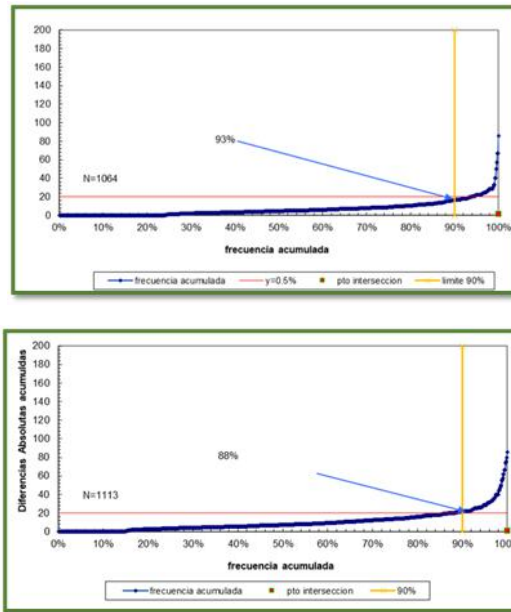 200
180
160
140
120
100
80
60
40
20
0
93%
N=1064
0% 10% 20% 30% 40% 50% 60% 70% 80% 90% 100%
frecuencia acumulada
frecuencia acumulada y=0.5% pto interseccion limite 90%
Diferencias Absolutas acumuldas
200
180
160
140
120
100
80
60
40
20
0
88%
N=1113
0% 10% 20% 30% 40% 50% 60% 70% 80% 90% 100%
frecuencia acumulada
frecuencia acumulada pto interseccion 90%